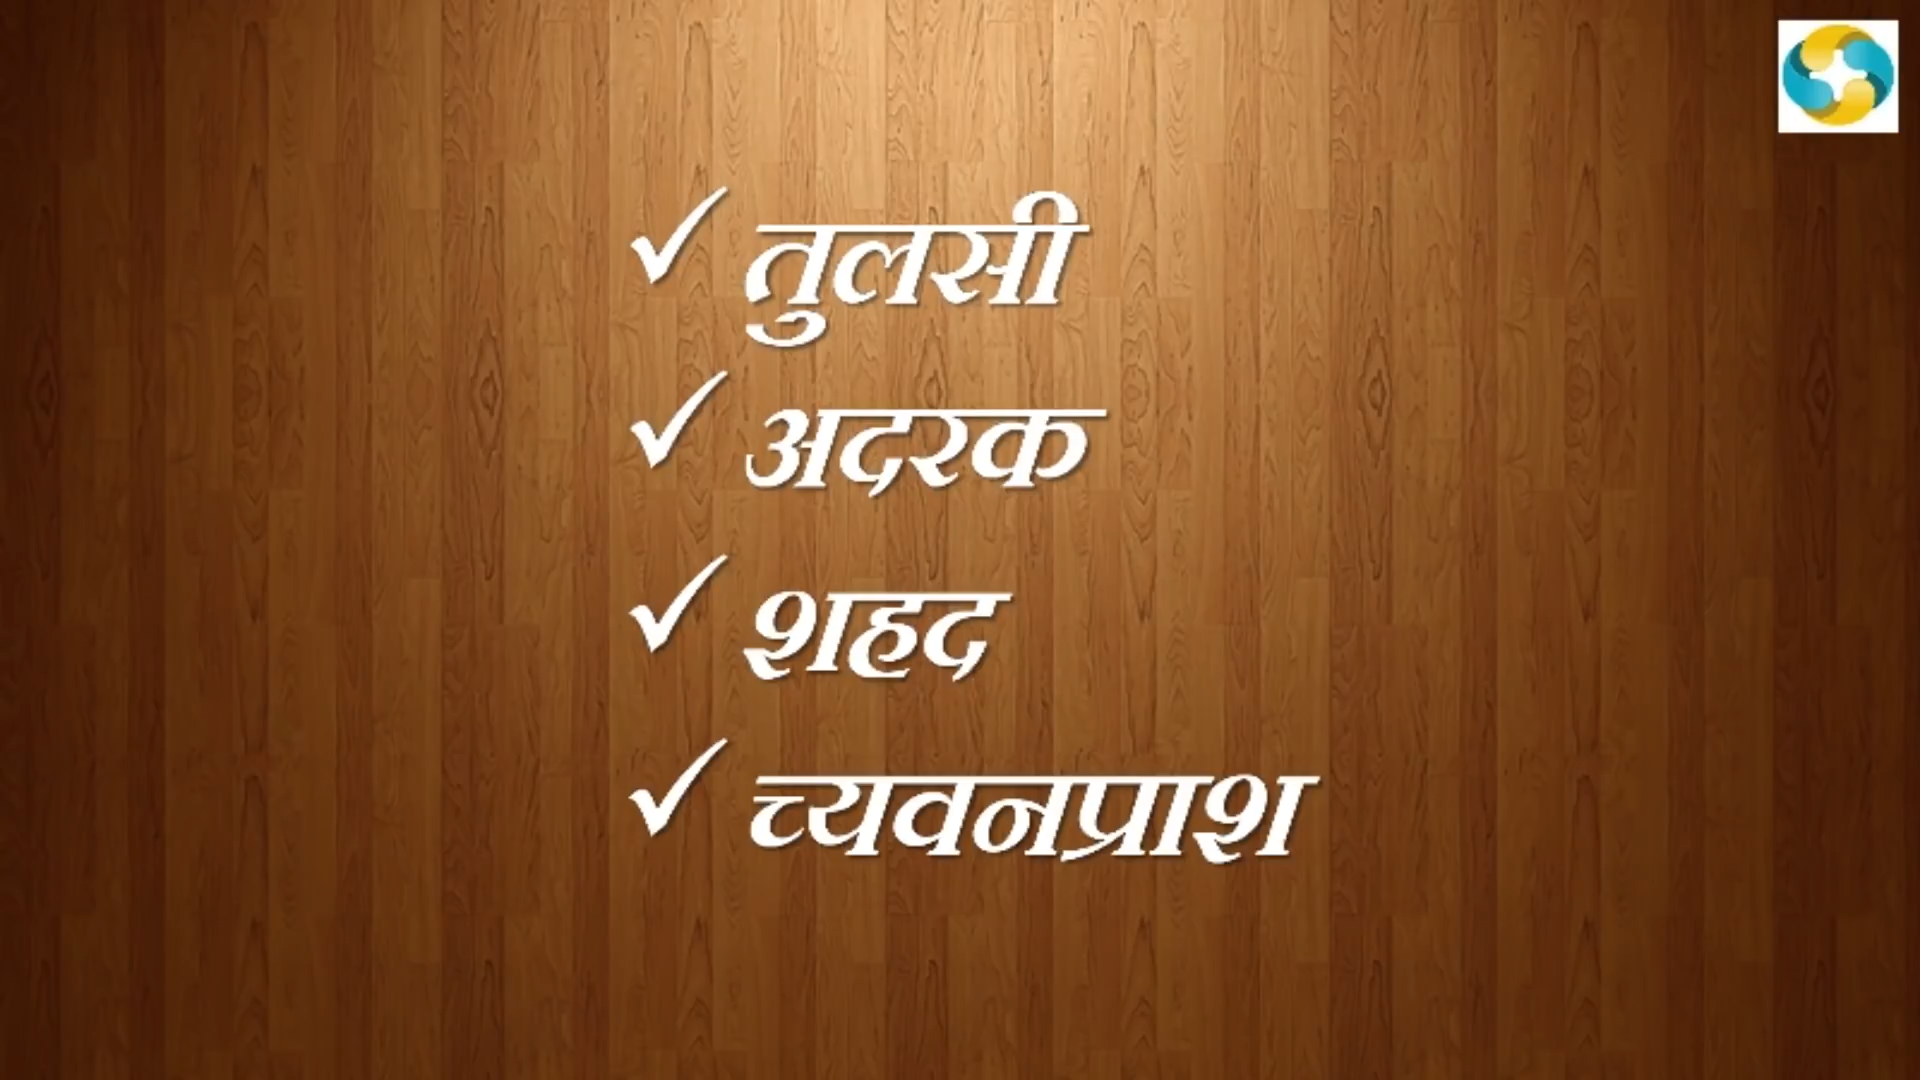 ✓ तुलसी
✓ अदरक
✓ शहद
✓ च्यवनप्राश